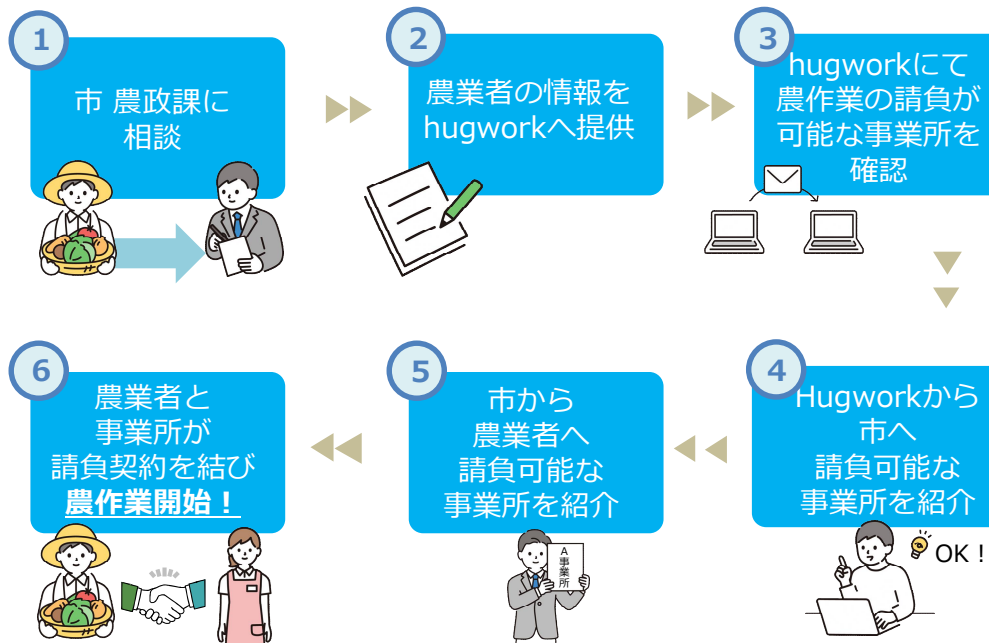 1
市 農政課に
相談
2
農業者の情報を
hugworkへ提供
3
hugworkにて
農作業の請負が
可能な事業所を
確認
4
Hugworkから
市へ
請負可能な
事業所を紹介
OK！
5
市から
農業者へ
請負可能な
事業所を紹介
A事業所
6
農業者と
事業所が
請負契約を結び
農作業開始！